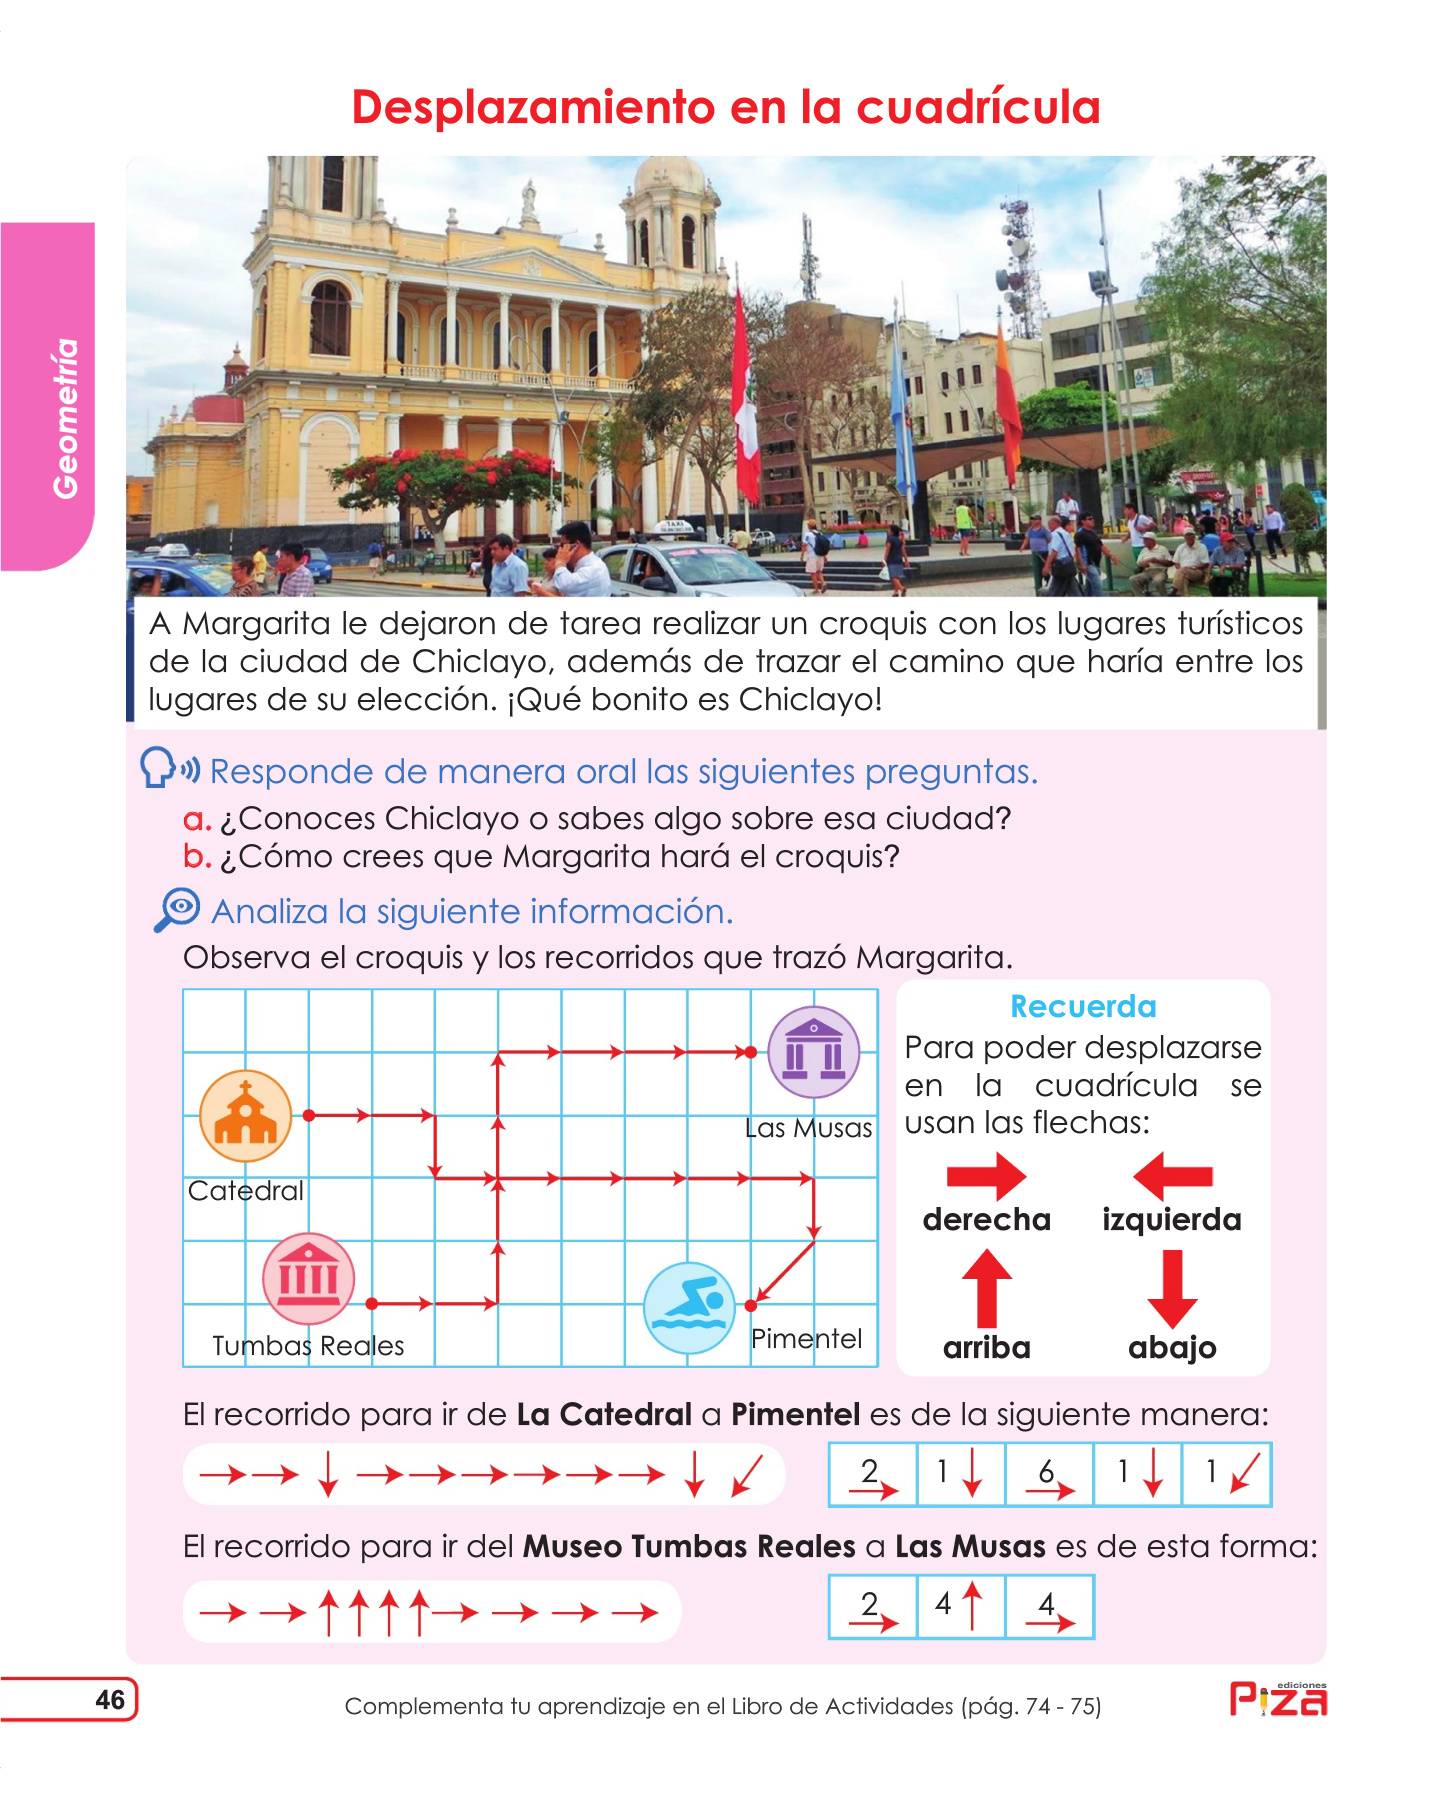 Desplazamiento en la cuadrícula
Geometría
TAXI
A Margarita le dejaron de tarea realizar un croquis con los lugares turísticos
de la ciudad de Chiclayo, además de trazar el camino que haría entre los
lugares de su elección. ¡Qué bonito es Chiclayo!
Responde de manera oral las siguientes preguntas.
a. ¿Conoces Chiclayo o sabes algo sobre esa ciudad?
b. ¿Cómo crees que Margarita hará el croquis?
Analiza la siguiente información.
Observa el croquis y los recorridos que trazó Margarita.
Las Musas
Catedral
Tumbas Reales
Pimentel
Recuerda
Para poder desplazarse
en la cuadrícula se
usan las flechas:
derecha izquierda
arriba abajo
El recorrido para ir de La Catedral a Pimentel es de la siguiente manera:
→ → ↓ → → → → → → ↓ ↙ 2 → 1 ↓ 6 → 1 ↓ 1 ↙
El recorrido para ir del Museo Tumbas Reales a Las Musas es de esta forma:
→ → ↑ ↑ ↑ ↑ → → → → 2 → 4 ↑ 4 →
46
Complementa tu aprendizaje en el Libro de Actividades (pág. 74 - 75)
ediciones
Piza